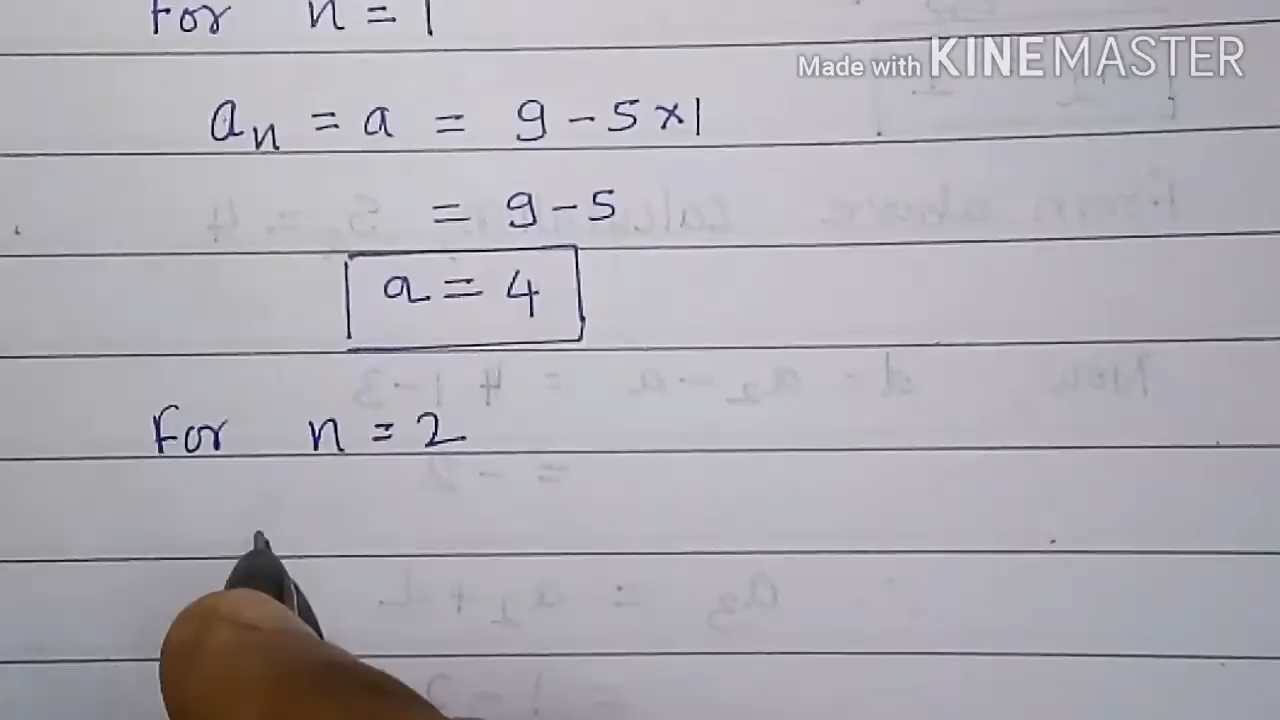 For n = 1
Made with KINEMASTER
an = a = 9 - 5 × 1
= 9 - 5
a = 4
For n = 2